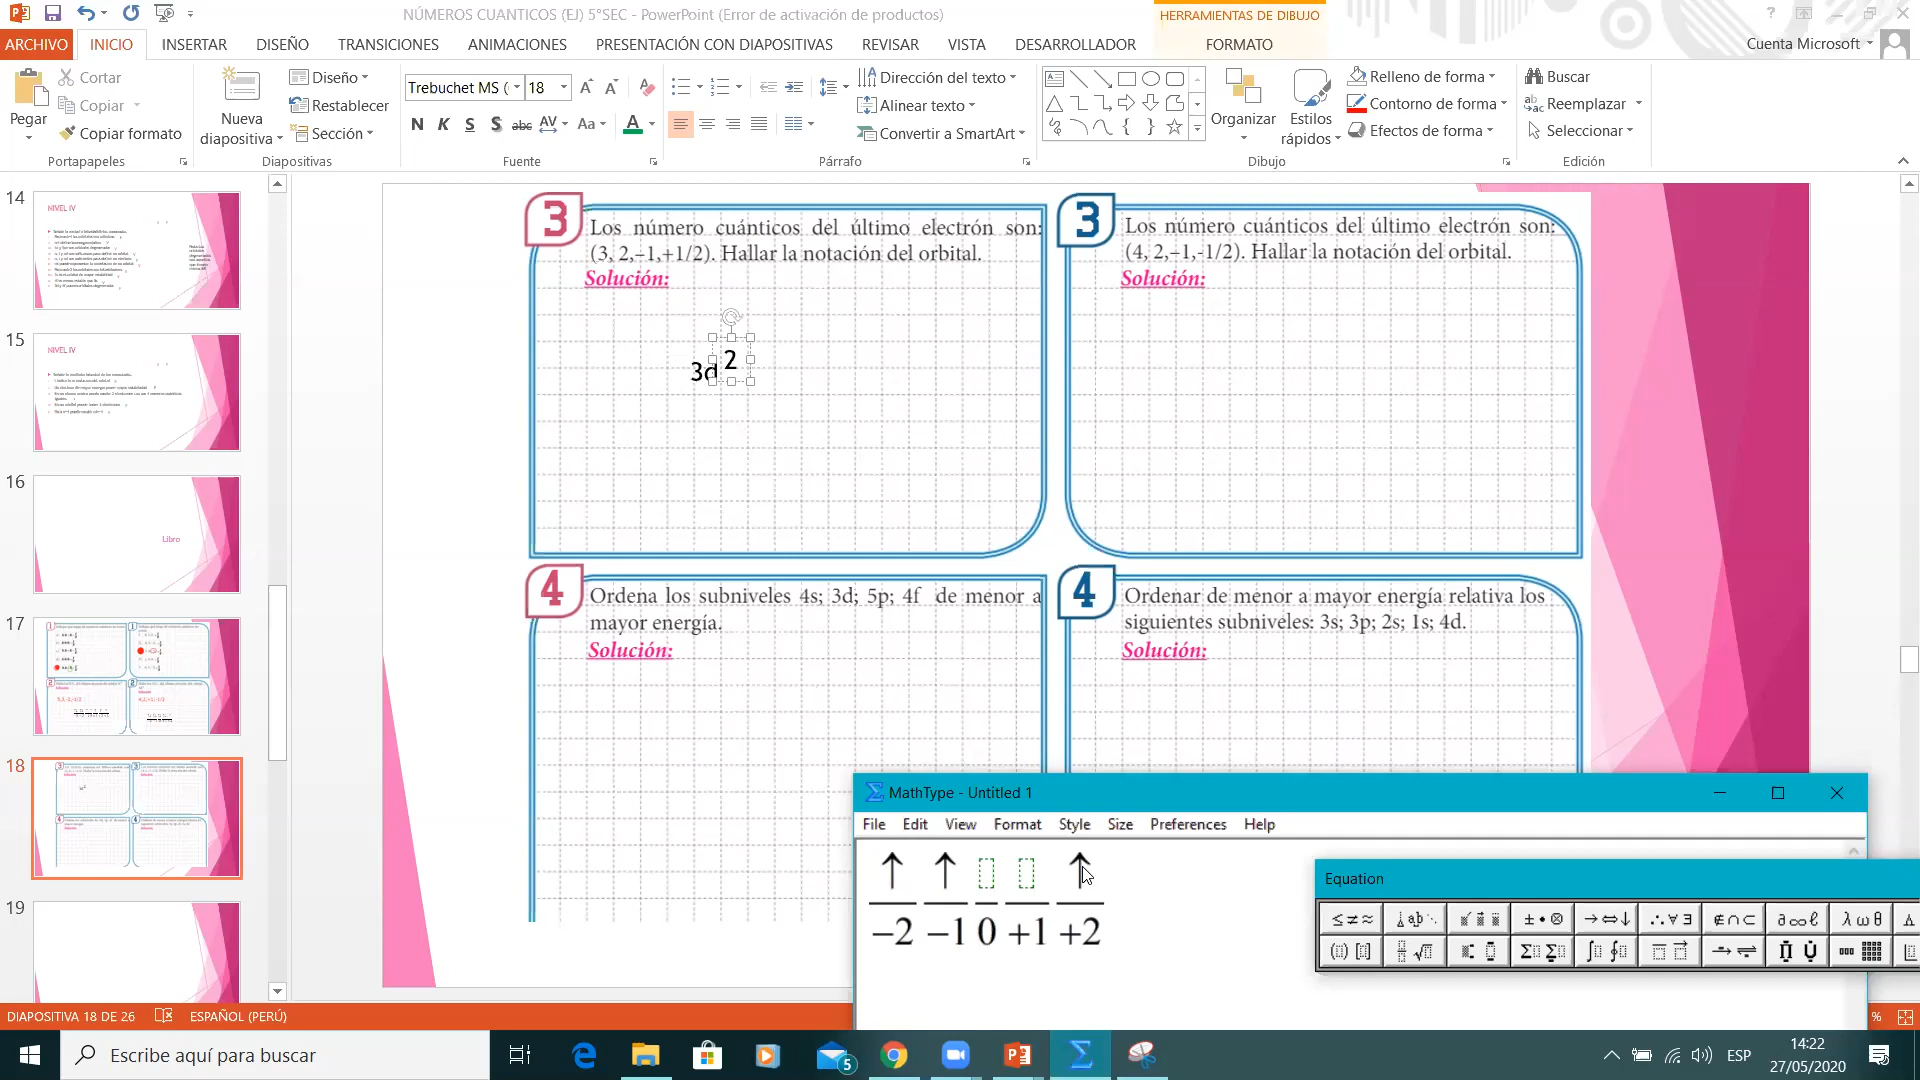 NÚMEROS CUANTICOS (EJ) 5°SEC - PowerPoint (Error de activación de productos)
HERRAMIENTAS DE DIBUJO
ARCHIVO INICIO INSERTAR DISEÑO TRANSICIONES ANIMACIONES PRESENTACIÓN CON DIAPOSITIVAS REVISAR VISTA DESARROLLADOR FORMATO Cuenta Microsoft
Pegar
Cortar
Copiar
Copiar formato
Portapapeles
Nueva diapositiva
Diseño
Restablecer
Sección
Diapositivas
Trebuchet MS ( 18
N K S S abc AV Aa A
Fuente
Dirección del texto
Alinear texto
Convertir a SmartArt
Párrafo
Organizar
Estilos rápidos
Relleno de forma
Contorno de forma
Efectos de forma
Dibujo
Buscar
Reemplazar
Seleccionar
Edición
14
NIVEL IV
15
NIVEL IV
16
Libro
17
18
19
3
Los número cuánticos del último electrón son:
(3, 2,–1,+1/2). Hallar la notación del orbital.
Solución:
3d 2
3
Los número cuánticos del último electrón son:
(4, 2,–1,-1/2). Hallar la notación del orbital.
Solución:
4
Ordena los subniveles 4s; 3d; 5p; 4f de menor a
mayor energía.
Solución:
4
Ordenar de menor a mayor energía relativa los
siguientes subniveles: 3s; 3p; 2s; 1s; 4d.
Solución:
MathType - Untitled 1
File Edit View Format Style Size Preferences Help
↑ ↑ ↑
−2 −1 0 +1 +2
Equation
DIAPOSITIVA 18 DE 26 ESPAÑOL (PERÚ) %
Escribe aquí para buscar
5
ESP
14:22
27/05/2020